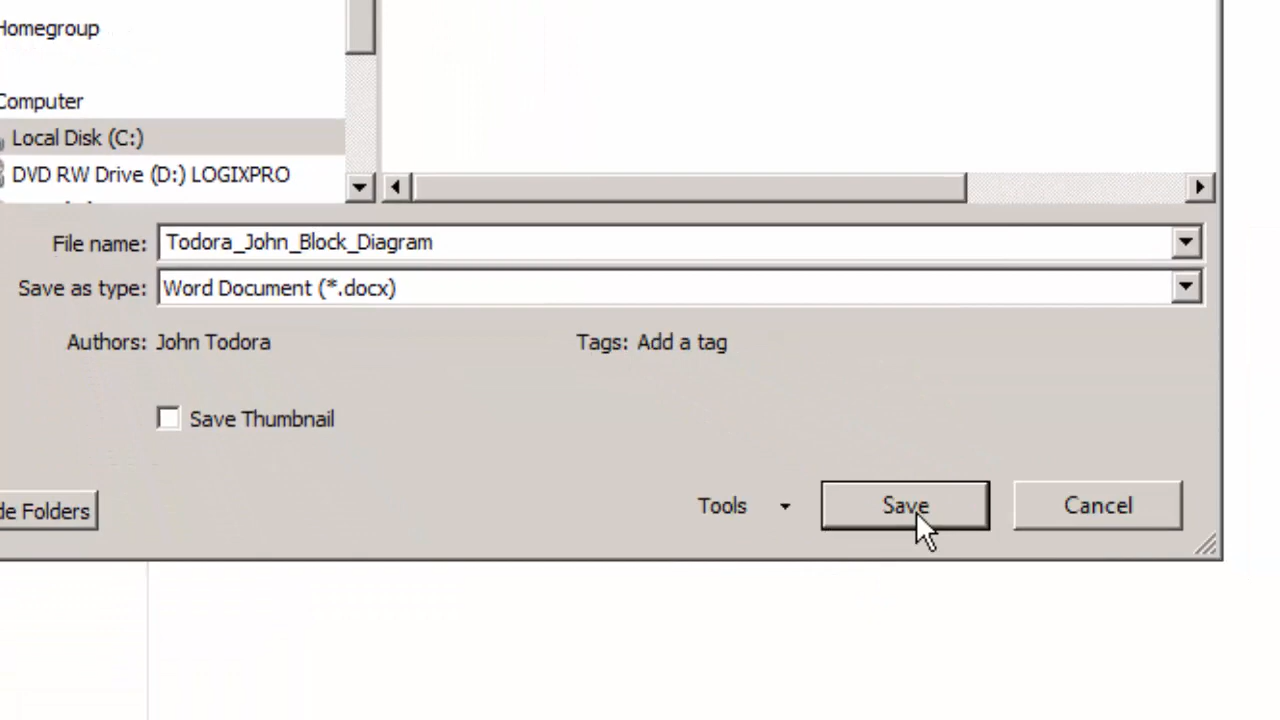 Homegroup
Computer
Local Disk (C:)
DVD RW Drive (D:) LOGIXPRO
File name: Todora_John_Block_Diagram
Save as type: Word Document (*.docx)
Authors: John Todora Tags: Add a tag
Save Thumbnail
de Folders Tools Save Cancel